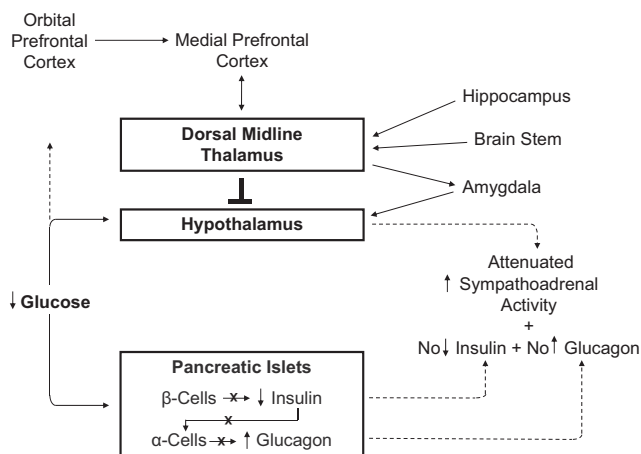 Orbital
Prefrontal
Cortex
Medial Prefrontal
Cortex
Hippocampus
Dorsal Midline
Thalamus
Brain Stem
Amygdala
Hypothalamus
Attenuated
↑ Sympathoadrenal
Activity
+
No ↓ Insulin + No ↑ Glucagon
↓ Glucose
Pancreatic Islets
β-Cells -x→ ↓ Insulin
x
α-Cells -x→ ↑ Glucagon